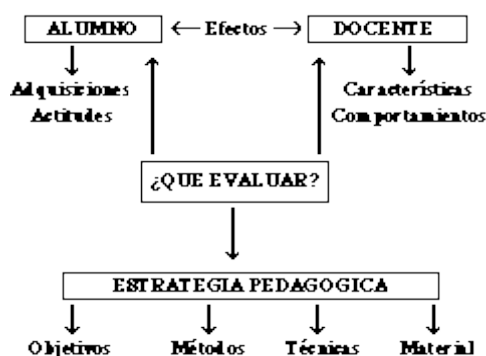 ALUMNO
Efectos
DOCENTE
Adquisiciones
Actitudes
Características
Comportamientos
¿QUE EVALUAR?
ESTRATEGIA PEDAGOGICA
Objetivos
Métodos
Técnicas
Material